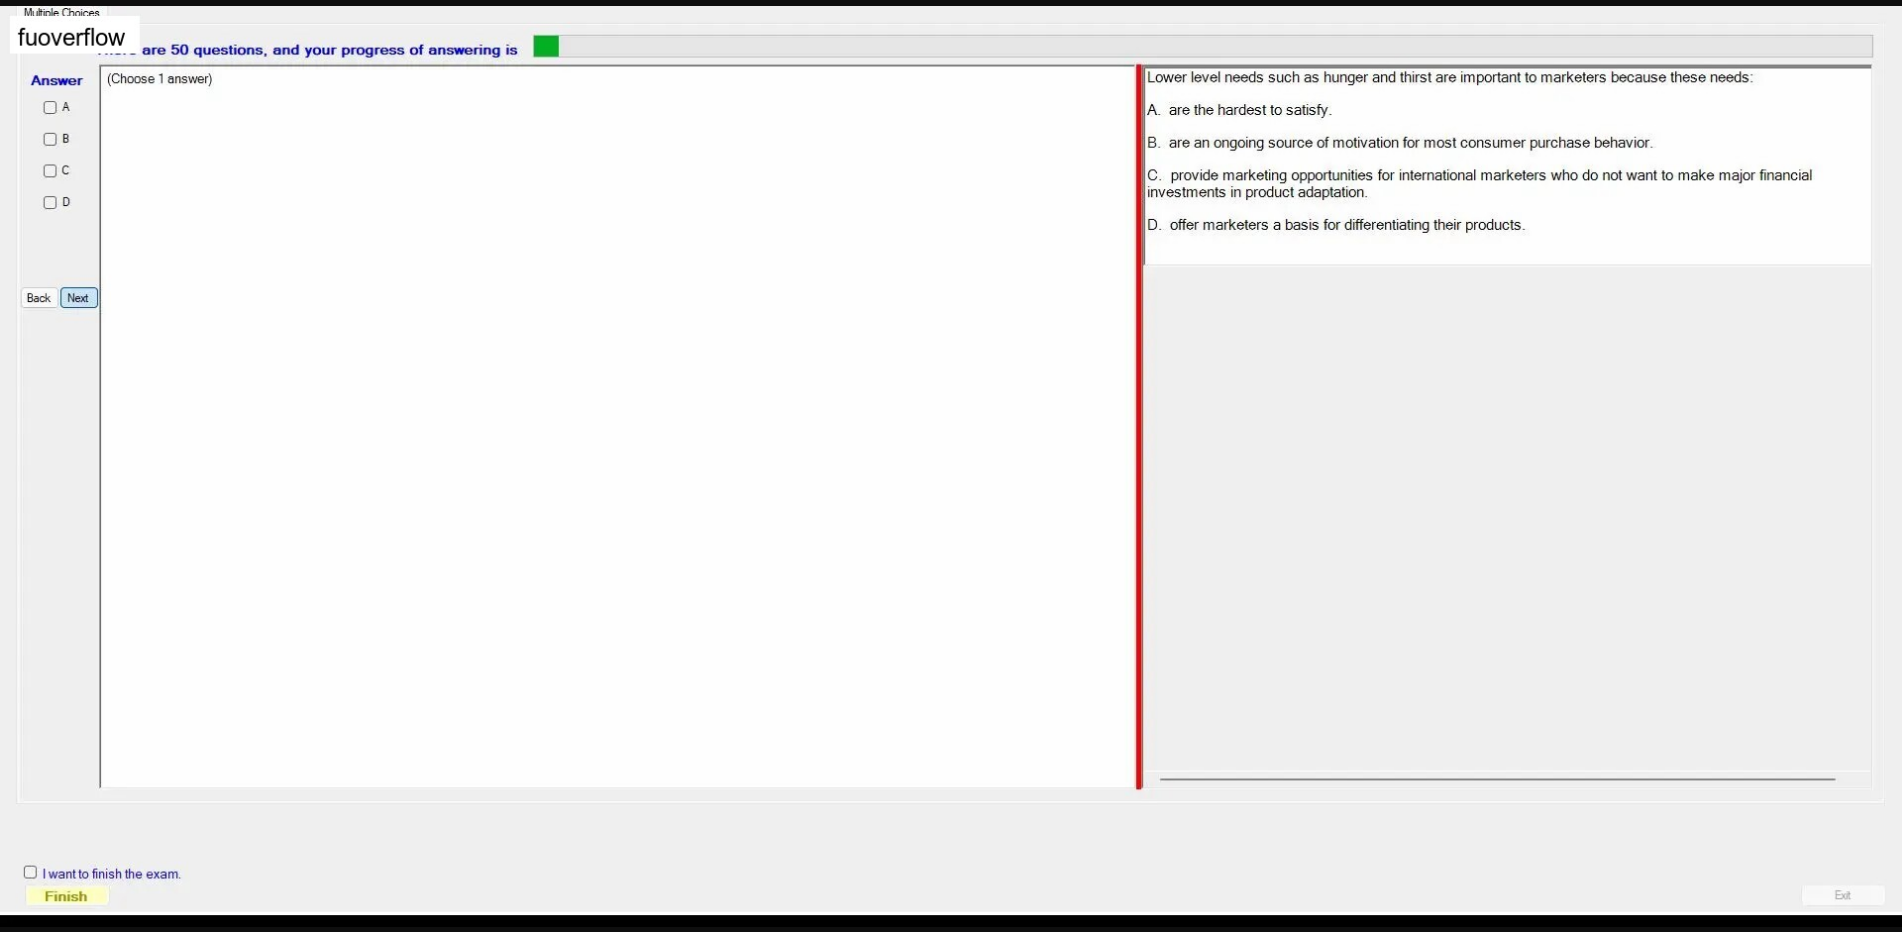 Multiple Choices
fuoverflow
are 50 questions, and your progress of answering is
Answer
(Choose 1 answer)
A
B
C
D
Back Next
Lower level needs such as hunger and thirst are important to marketers because these needs:
A. are the hardest to satisfy.
B. are an ongoing source of motivation for most consumer purchase behavior.
C. provide marketing opportunities for international marketers who do not want to make major financial
investments in product adaptation.
D. offer marketers a basis for differentiating their products.
I want to finish the exam.
Finish
Exit